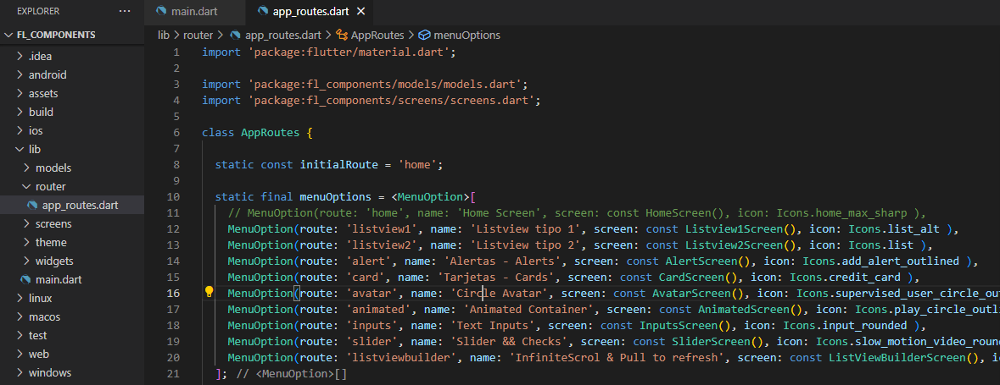 EXPLORER
FL_COMPONENTS
.idea
android
assets
build
ios
lib
models
router
app_routes.dart
screens
theme
widgets
main.dart
linux
macos
test
web
windows
main.dart
app_routes.dart
lib > router > app_routes.dart > AppRoutes > menuOptions
1 import 'package:flutter/material.dart';
2
3 import 'package:fl_components/models/models.dart';
4 import 'package:fl_components/screens/screens.dart';
5
6 class AppRoutes {
7
8 static const initialRoute = 'home';
9
10 static final menuOptions = <MenuOption>[
11 // MenuOption(route: 'home', name: 'Home Screen', screen: const HomeScreen(), icon: Icons.home_max_sharp ),
12 MenuOption(route: 'listview1', name: 'Listview tipo 1', screen: const Listview1Screen(), icon: Icons.list_alt ),
13 MenuOption(route: 'listview2', name: 'Listview tipo 2', screen: const Listview2Screen(), icon: Icons.list ),
14 MenuOption(route: 'alert', name: 'Alertas - Alerts', screen: const AlertScreen(), icon: Icons.add_alert_outlined ),
15 MenuOption(route: 'card', name: 'Tarjetas - Cards', screen: const CardScreen(), icon: Icons.credit_card ),
16 MenuOption(route: 'avatar', name: 'Circle Avatar', screen: const AvatarScreen(), icon: Icons.supervised_user_circle_ou
17 MenuOption(route: 'animated', name: 'Animated Container', screen: const AnimatedScreen(), icon: Icons.play_circle_outli
18 MenuOption(route: 'inputs', name: 'Text Inputs', screen: const InputsScreen(), icon: Icons.input_rounded ),
19 MenuOption(route: 'slider', name: 'Slider && Checks', screen: const SliderScreen(), icon: Icons.slow_motion_video_roun
20 MenuOption(route: 'listviewbuilder', name: 'InfiniteScrol & Pull to refresh', screen: const ListViewBuilderScreen(), i
21 ]; // <MenuOption>[]